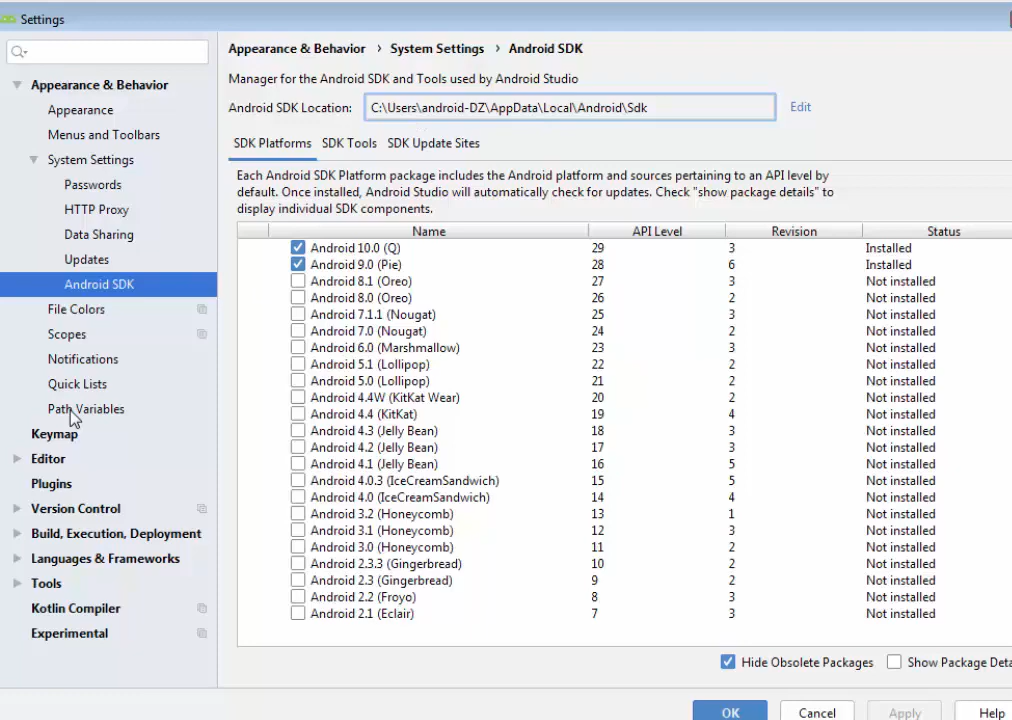 Settings
Appearance & Behavior › System Settings › Android SDK
Manager for the Android SDK and Tools used by Android Studio
Android SDK Location: C:\Users\android-DZ\AppData\Local\Android\Sdk Edit
SDK Platforms SDK Tools SDK Update Sites
Each Android SDK Platform package includes the Android platform and sources pertaining to an API level by
default. Once installed, Android Studio will automatically check for updates. Check "show package details" to
display individual SDK components.
Name API Level Revision Status
Android 10.0 (Q) 29 3 Installed
Android 9.0 (Pie) 28 6 Installed
Android 8.1 (Oreo) 27 3 Not installed
Android 8.0 (Oreo) 26 2 Not installed
Android 7.1.1 (Nougat) 25 3 Not installed
Android 7.0 (Nougat) 24 2 Not installed
Android 6.0 (Marshmallow) 23 3 Not installed
Android 5.1 (Lollipop) 22 2 Not installed
Android 5.0 (Lollipop) 21 2 Not installed
Android 4.4W (KitKat Wear) 20 2 Not installed
Android 4.4 (KitKat) 19 4 Not installed
Android 4.3 (Jelly Bean) 18 3 Not installed
Android 4.2 (Jelly Bean) 17 3 Not installed
Android 4.1 (Jelly Bean) 16 5 Not installed
Android 4.0.3 (IceCreamSandwich) 15 5 Not installed
Android 4.0 (IceCreamSandwich) 14 4 Not installed
Android 3.2 (Honeycomb) 13 1 Not installed
Android 3.1 (Honeycomb) 12 3 Not installed
Android 3.0 (Honeycomb) 11 2 Not installed
Android 2.3.3 (Gingerbread) 10 2 Not installed
Android 2.3 (Gingerbread) 9 2 Not installed
Android 2.2 (Froyo) 8 3 Not installed
Android 2.1 (Eclair) 7 3 Not installed
Hide Obsolete Packages Show Package Deta
OK Cancel Apply Help
Appearance & Behavior
Appearance
Menus and Toolbars
System Settings
Passwords
HTTP Proxy
Data Sharing
Updates
Android SDK
File Colors
Scopes
Notifications
Quick Lists
Path Variables
Keymap
Editor
Plugins
Version Control
Build, Execution, Deployment
Languages & Frameworks
Tools
Kotlin Compiler
Experimental